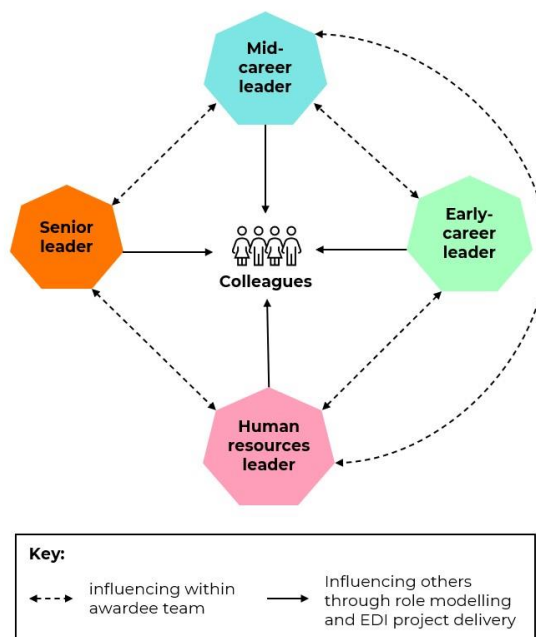 Mid-
career
leader
Senior
leader
Early-
career
leader
Colleagues
Human
resources
leader
Key:
influencing within
awardee team
Influencing others
through role modelling
and EDI project delivery